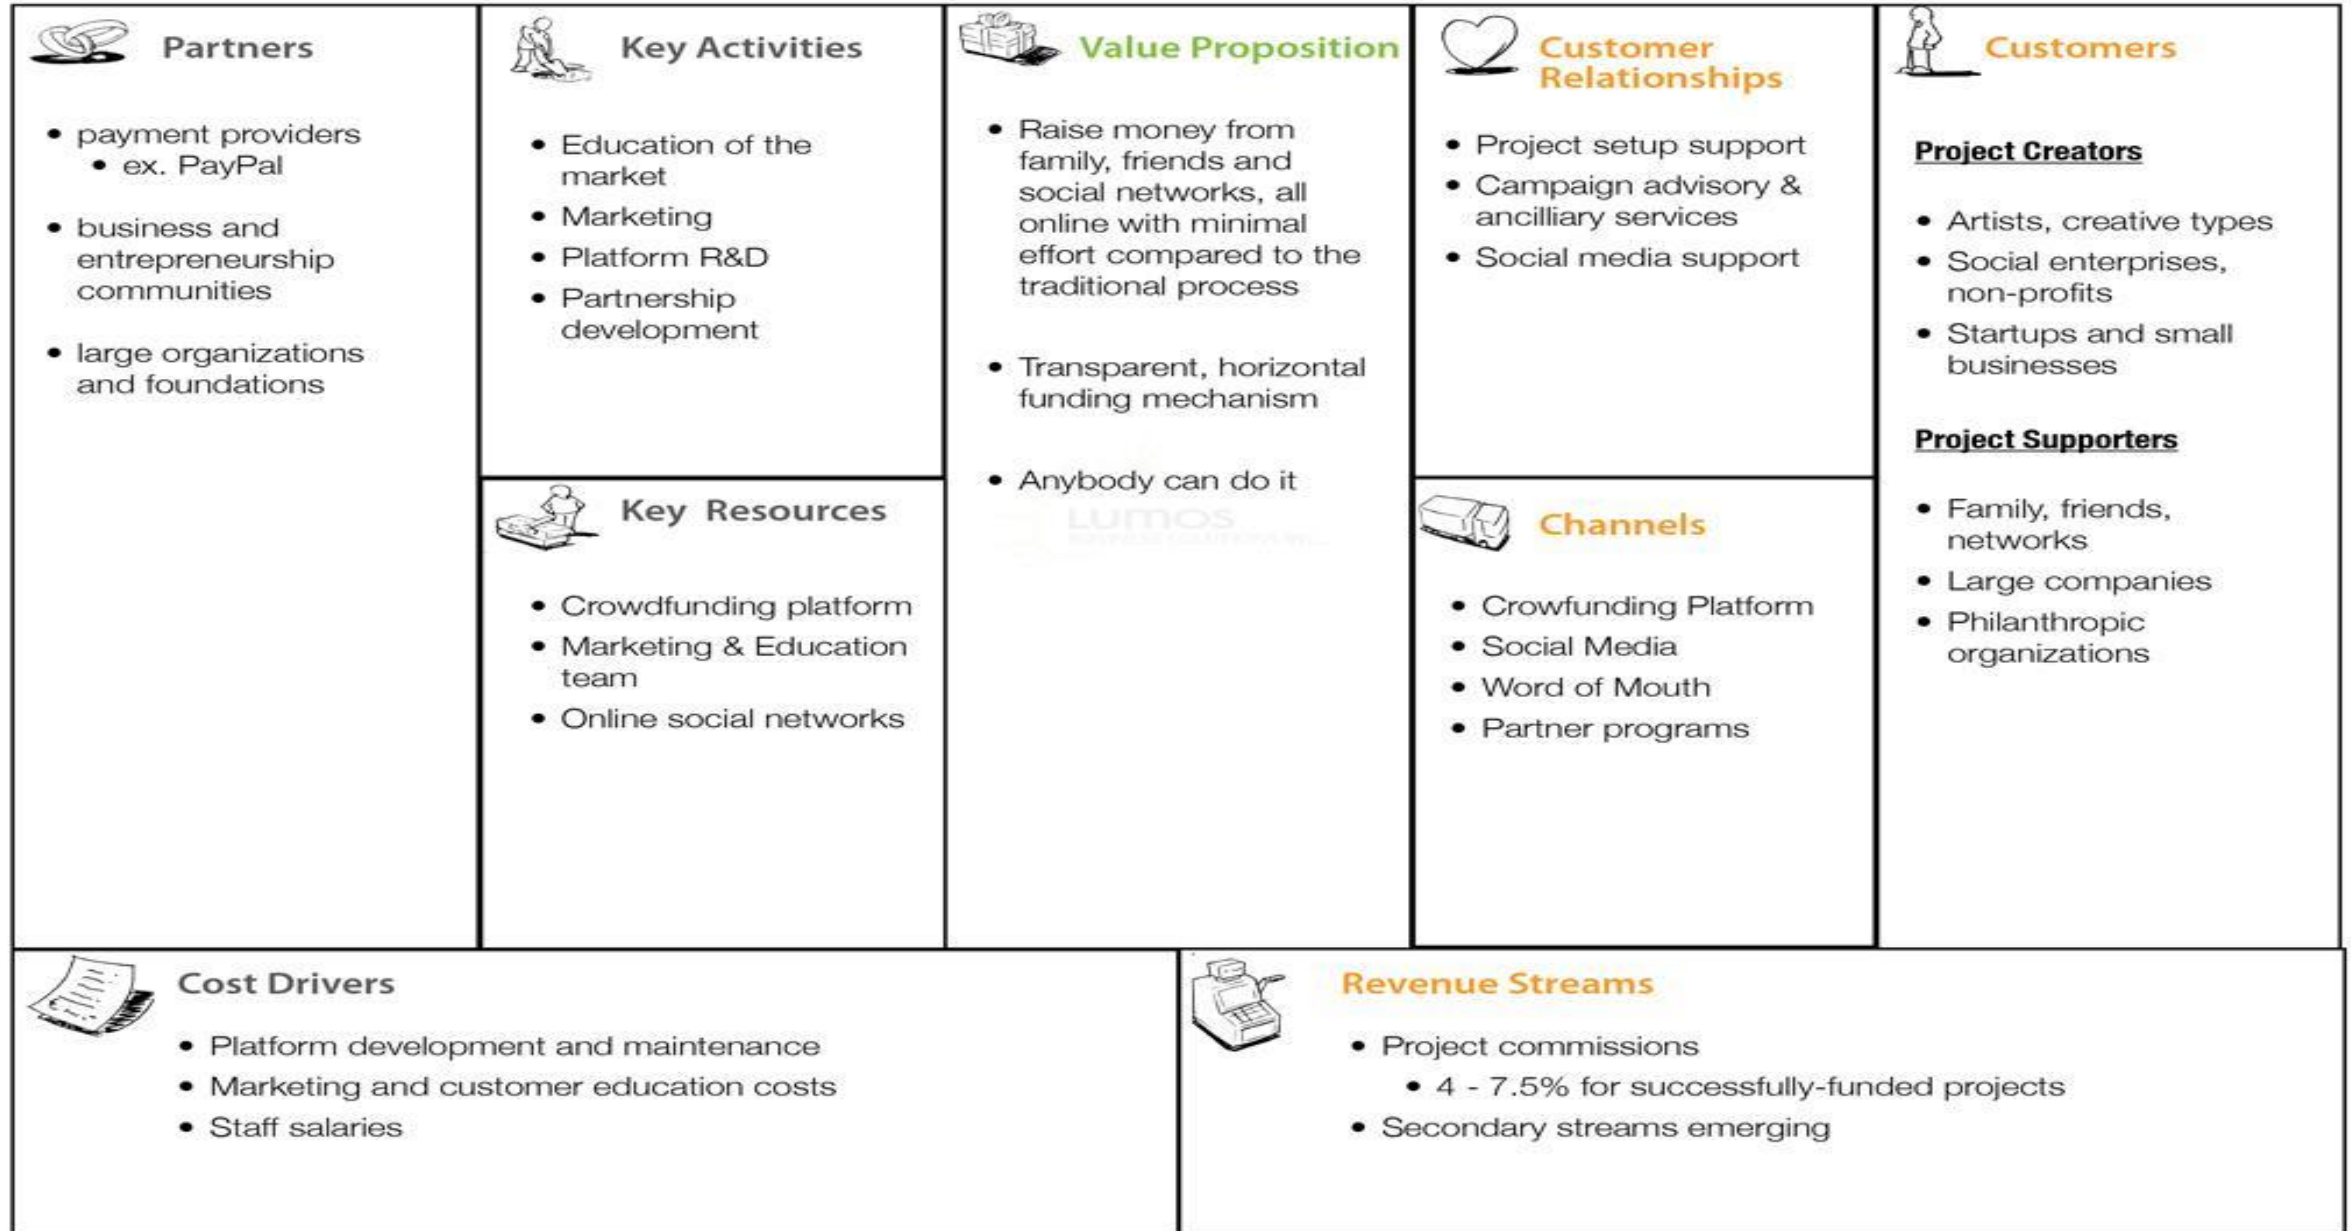 Partners
• payment providers
• ex. PayPal
• business and
entrepreneurship
communities
• large organizations
and foundations
Key Activities
• Education of the
market
• Marketing
• Platform R&D
• Partnership
development
Key Resources
• Crowdfunding platform
• Marketing & Education
team
• Online social networks
Value Proposition
• Raise money from
family, friends and
social networks, all
online with minimal
effort compared to the
traditional process
• Transparent, horizontal
funding mechanism
• Anybody can do it
LUMOS
Customer
Relationships
• Project setup support
• Campaign advisory &
ancilliary services
• Social media support
Channels
• Crowfunding Platform
• Social Media
• Word of Mouth
• Partner programs
Customers
Project Creators
• Artists, creative types
• Social enterprises,
non-profits
• Startups and small
businesses
Project Supporters
• Family, friends,
networks
• Large companies
• Philanthropic
organizations
Cost Drivers
• Platform development and maintenance
• Marketing and customer education costs
• Staff salaries
Revenue Streams
• Project commissions
• 4 - 7.5% for successfully-funded projects
• Secondary streams emerging